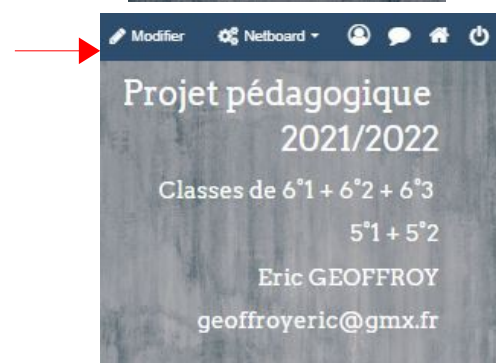 Modifier Netboard
Projet pédagogique
2021/2022
Classes de 6°1 + 6°2 + 6°3
5°1 + 5°2
Eric GEOFFROY
geoffroyeric@gmx.fr